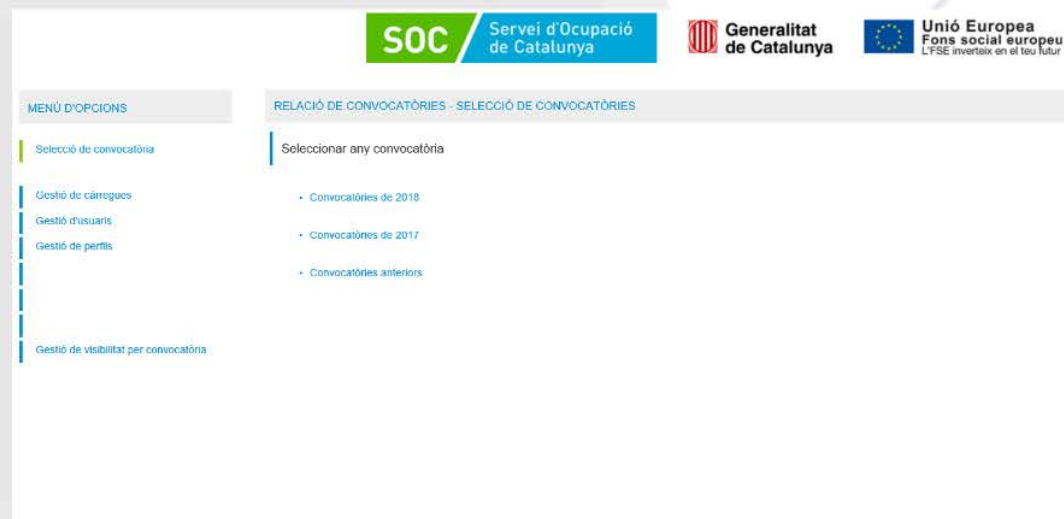 SOC
Servei d'Ocupació
de Catalunya
Generalitat
de Catalunya
Unió Europea
Fons social europeu
L'FSE inverteix en el teu futur
MENÚ D'OPCIONS
Selecció de convocatòria
Gestió de càrregues
Gestió d'usuaris
Gestió de perfils
Gestió de visibilitat per convocatòria
RELACIÓ DE CONVOCATÒRIES - SELECCIÓ DE CONVOCATÒRIES
Seleccionar any convocatòria
• Convocatòries de 2018
• Convocatòries de 2017
• Convocatòries anteriors